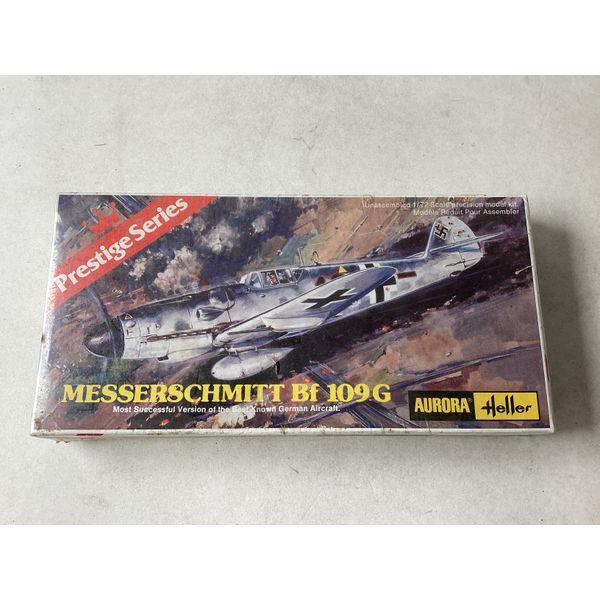 Prestige Series
Unassembled 1/72 Scale precision model kit.
Modèle Réduit Pour Assembler
MESSERSCHMITT Bf 109G
Most Successful Version of the Best Known German Aircraft.
AURORA® Heller